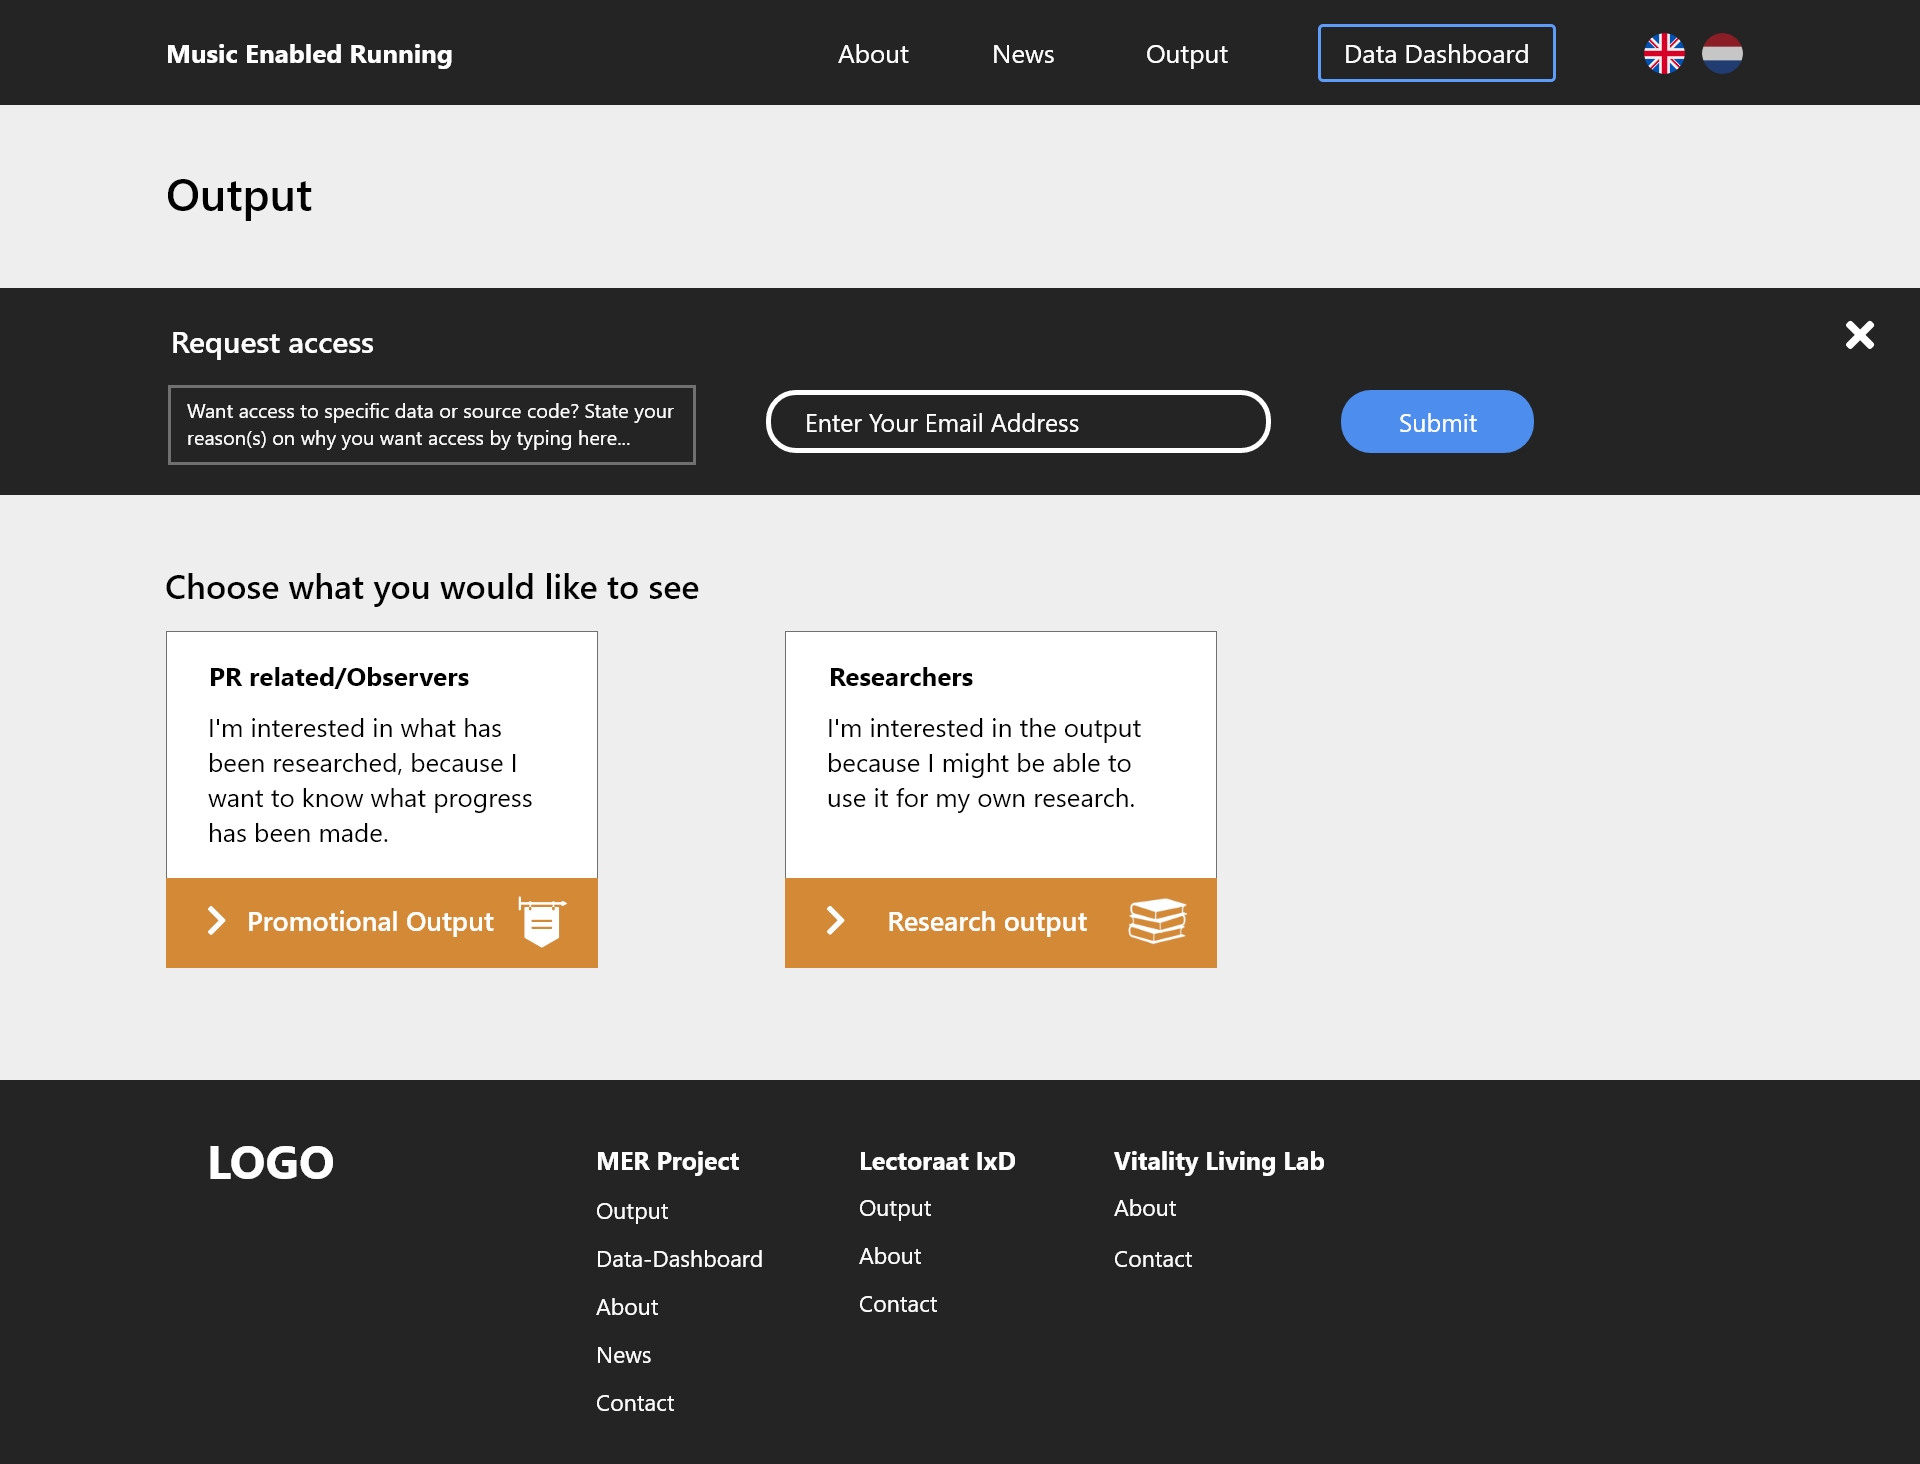 Music Enabled Running
About
News
Output
Data Dashboard
Output
Request access
Want access to specific data or source code? State your
reason(s) on why you want access by typing here...
Enter Your Email Address
Submit
Choose what you would like to see
PR related/Observers
I'm interested in what has
been researched, because I
want to know what progress
has been made.
Promotional Output
Researchers
I'm interested in the output
because I might be able to
use it for my own research.
Research output
LOGO
MER Project
Output
Data-Dashboard
About
News
Contact
Lectoraat IxD
Output
About
Contact
Vitality Living Lab
About
Contact